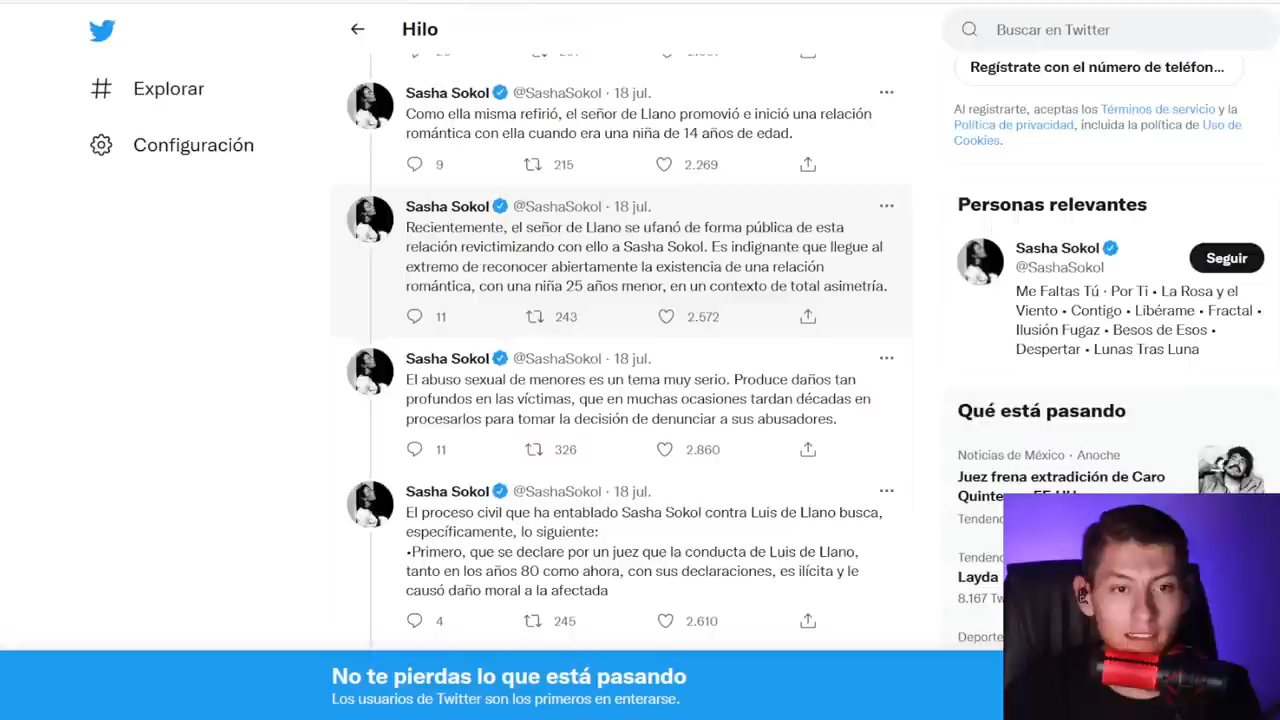 Hilo
Buscar en Twitter
Explorar
Configuración
Sasha Sokol @SashaSokol · 18 jul.
Como ella misma refirió, el señor de Llano promovió e inició una relación
romántica con ella cuando era una niña de 14 años de edad.
9 215 2.269
Sasha Sokol @SashaSokol · 18 jul.
Recientemente, el señor de Llano se ufanó de forma pública de esta
relación revictimizando con ello a Sasha Sokol. Es indignante que llegue al
extremo de reconocer abiertamente la existencia de una relación
romántica, con una niña 25 años menor, en un contexto de total asimetría.
11 243 2.572
Sasha Sokol @SashaSokol · 18 jul.
El abuso sexual de menores es un tema muy serio. Produce daños tan
profundos en las víctimas, que en muchas ocasiones tardan décadas en
procesarlos para tomar la decisión de denunciar a sus abusadores.
11 326 2.860
Sasha Sokol @SashaSokol · 18 jul.
El proceso civil que ha entablado Sasha Sokol contra Luis de Llano busca,
específicamente, lo siguiente:
•Primero, que se declare por un juez que la conducta de Luis de Llano,
tanto en los años 80 como ahora, con sus declaraciones, es ilícita y le
causó daño moral a la afectada
4 245 2.610
Regístrate con el número de teléfon...
Al registrarte, aceptas los Términos de servicio y la
Política de privacidad, incluida la política de Uso de
Cookies.
Personas relevantes
Sasha Sokol
@SashaSokol
Seguir
Me Faltas Tú · Por Ti • La Rosa y el
Viento • Contigo • Libérame • Fractal •
Ilusión Fugaz • Besos de Esos •
Despertar • Lunas Tras Luna
Qué está pasando
Noticias de México · Anoche
Juez frena extradición de Caro
Tendenc
Tendenc
Layda
8.167 Tw
Deporte
No te pierdas lo que está pasando
Los usuarios de Twitter son los primeros en enterarse.